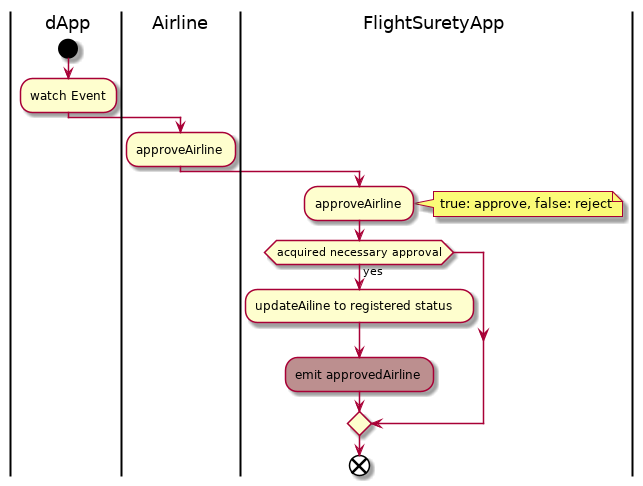 dApp Airline FlightSuretyApp
watch Event
approveAirline
approveAirline
true: approve, false: reject
acquired necessary approval
yes
updateAiline to registered status
emit approvedAirline